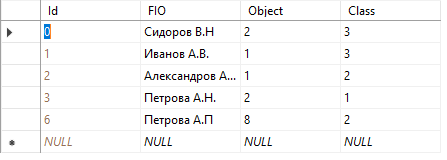 Id FIO Object Class
0 Сидоров В.Н 2 3
1 Иванов А.В. 1 3
2 Александров А... 1 2
3 Петрова А.Н. 2 1
6 Петрова А.П 8 2
NULL NULL NULL NULL